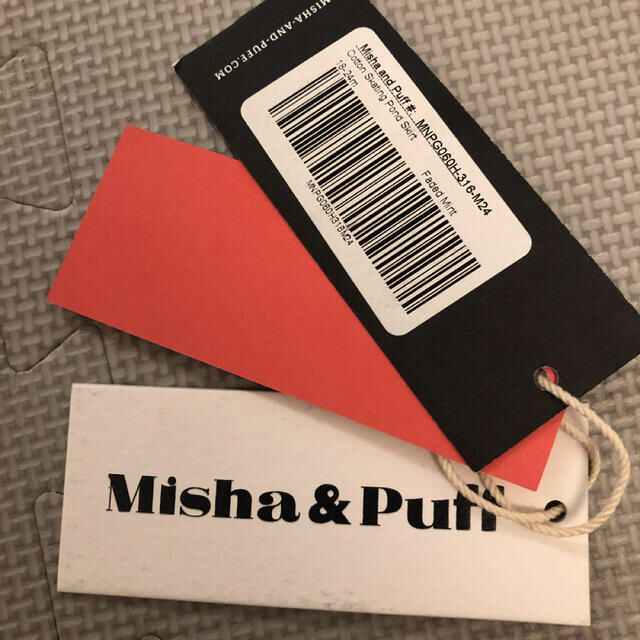 MISHA-AND-PUFF.COM
Misha and Puff #: MNPG060H-316-M24
Cotton Skating Pond Skirt
18-24m
Faded Mint
MNPG060H316M24
Misha & Puff